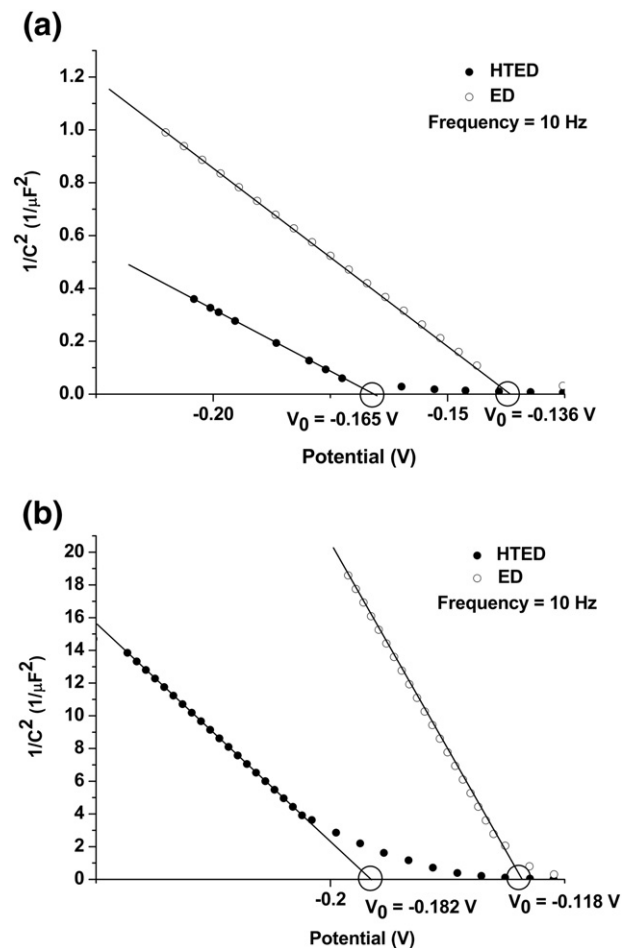 (a)
1.2
1.0
0.8
0.6
0.4
0.2
0.0
1/C² (1/μF²)
HTED
ED
Frequency = 10 Hz
-0.20
-0.15
V₀ = -0.165 V
V₀ = -0.136 V
Potential (V)
(b)
20
18
16
14
12
10
8
6
4
2
0
1/C² (1/μF²)
HTED
ED
Frequency = 10 Hz
-0.2
V₀ = -0.182 V
V₀ = -0.118 V
Potential (V)